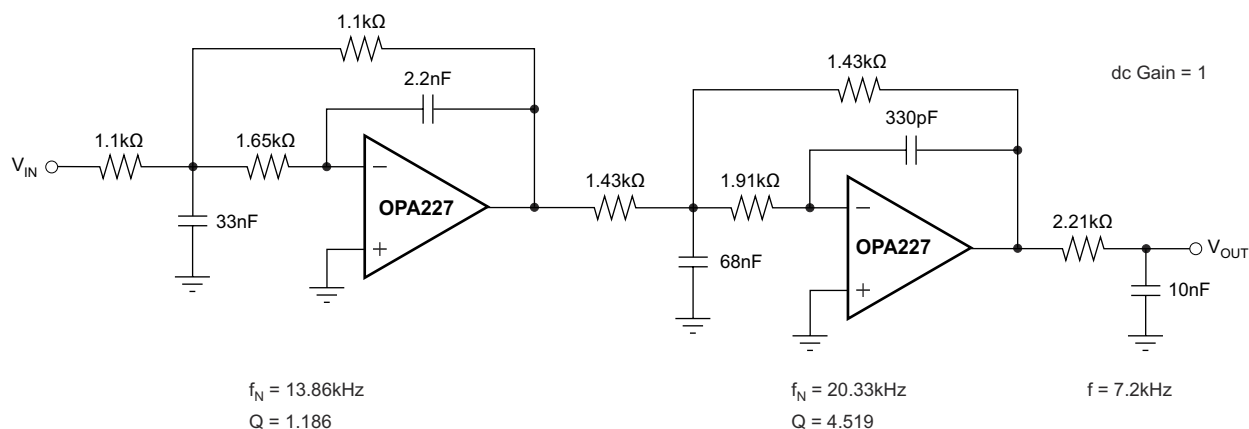 1.1kΩ
2.2nF
1.1kΩ
1.65kΩ
V_IN
33nF
−
+
OPA227
1.43kΩ
330pF
dc Gain = 1
1.43kΩ
1.91kΩ
68nF
−
+
OPA227
2.21kΩ
V_OUT
10nF
f_N = 13.86kHz
Q = 1.186
f_N = 20.33kHz
Q = 4.519
f = 7.2kHz